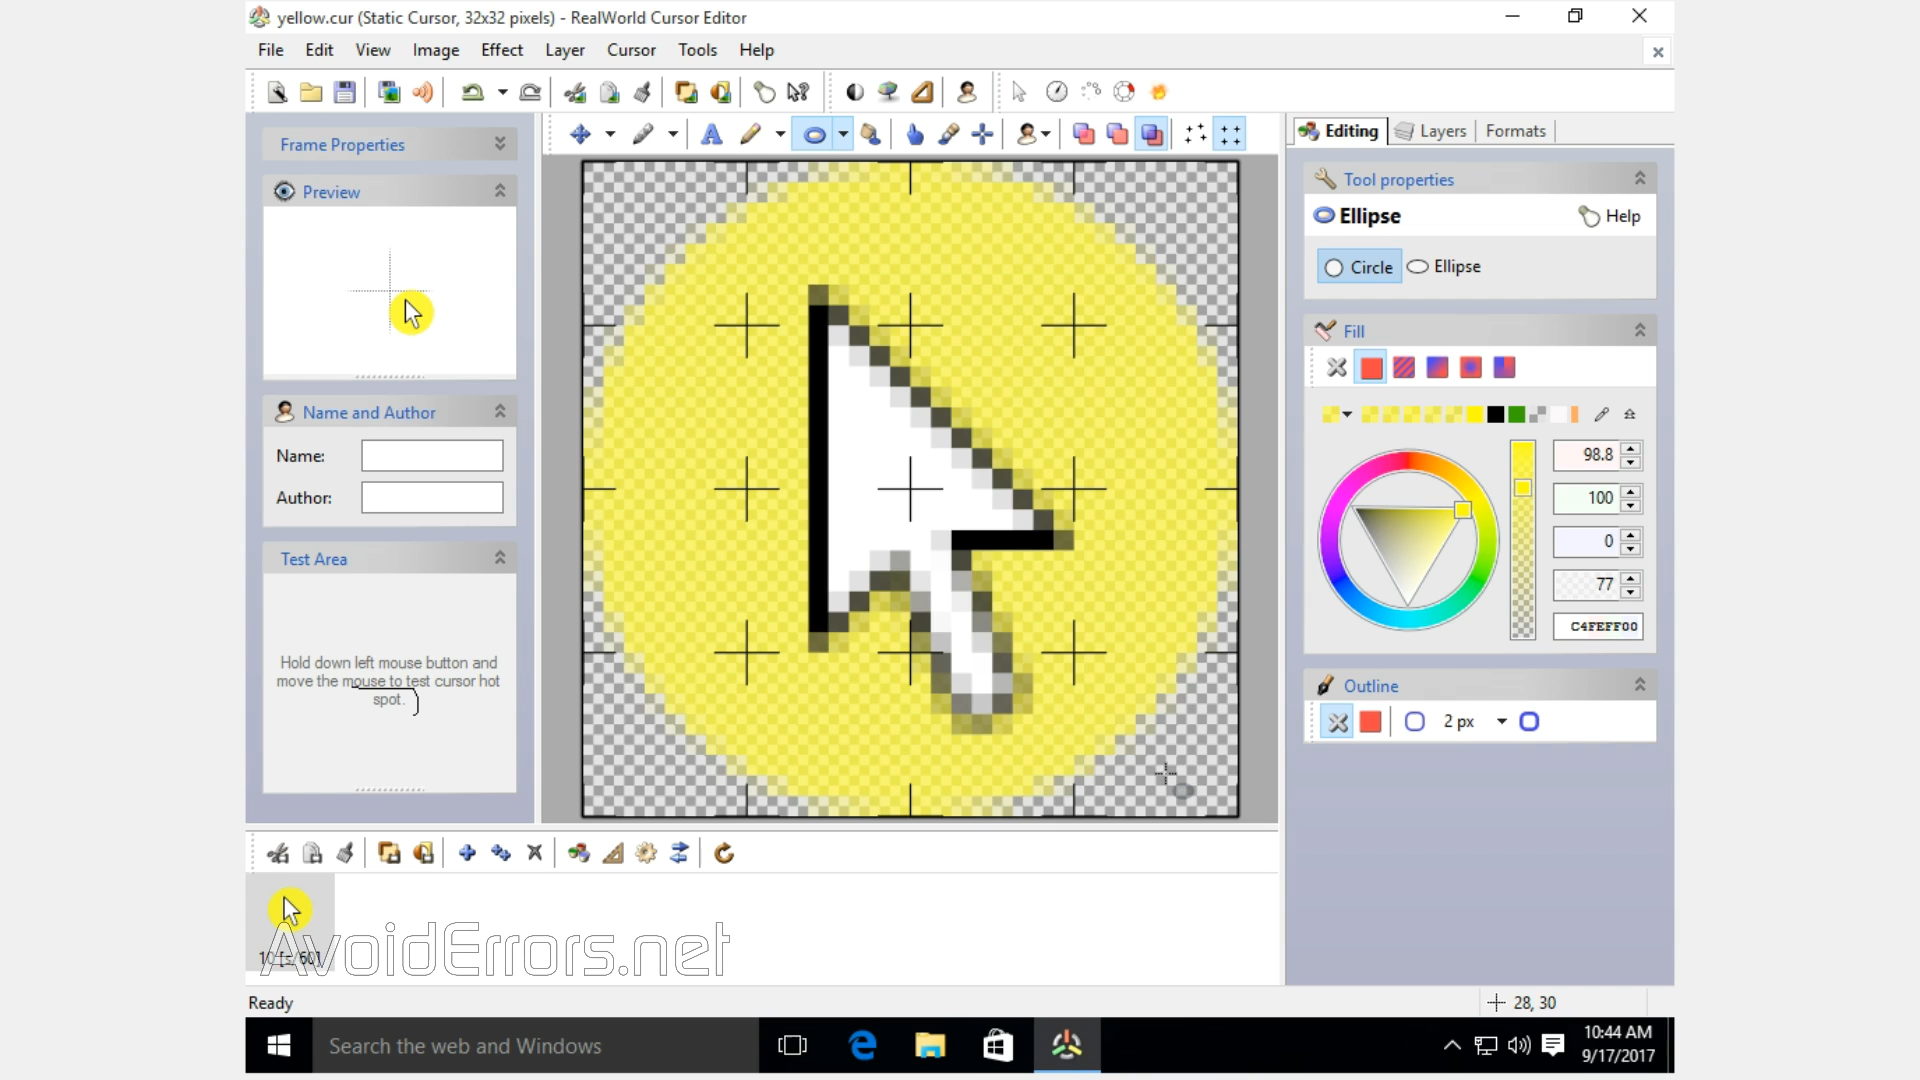 yellow.cur (Static Cursor, 32x32 pixels) - RealWorld Cursor Editor
File Edit View Image Effect Layer Cursor Tools Help
Frame Properties
Preview
Name and Author
Name:
Author:
Test Area
Hold down left mouse button and
move the mouse to test cursor hot
spot.
Editing Layers Formats
Tool properties
Ellipse Help
Circle Ellipse
Fill
98.8
100
0
77
C4FEFF00
Outline
2 px
10 [s/60]
AvoidErrors.net
Ready
28, 30
Search the web and Windows
10:44 AM
9/17/2017